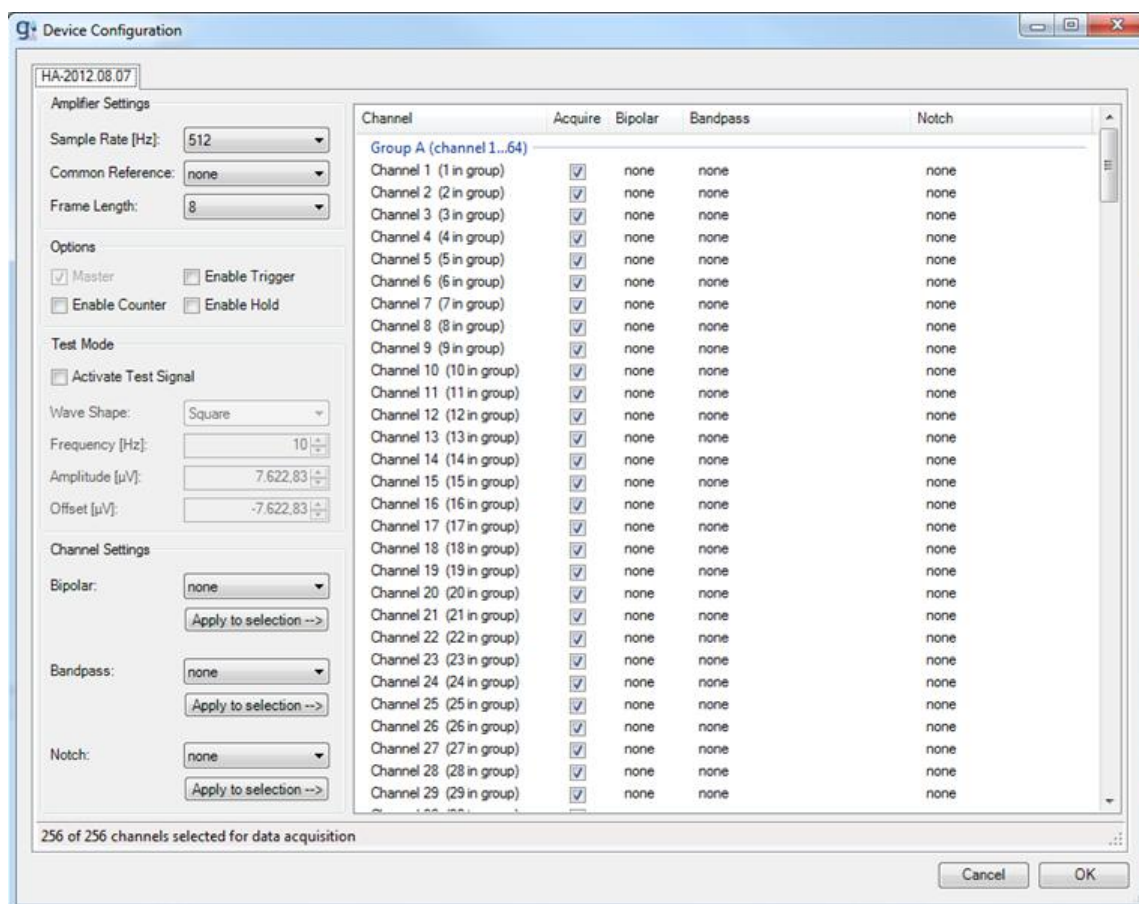 g. Device Configuration
HA-2012.08.07
Amplifier Settings
Sample Rate [Hz]: 512
Common Reference: none
Frame Length: 8
Options
Master Enable Trigger
Enable Counter Enable Hold
Test Mode
Activate Test Signal
Wave Shape: Square
Frequency [Hz]: 10
Amplitude [µV]: 7.622,83
Offset [µV]: -7.622,83
Channel Settings
Bipolar: none
Apply to selection -->
Bandpass: none
Apply to selection -->
Notch: none
Apply to selection -->
Channel Acquire Bipolar Bandpass Notch
Group A (channel 1...64)
Channel 1 (1 in group) none none none
Channel 2 (2 in group) none none none
Channel 3 (3 in group) none none none
Channel 4 (4 in group) none none none
Channel 5 (5 in group) none none none
Channel 6 (6 in group) none none none
Channel 7 (7 in group) none none none
Channel 8 (8 in group) none none none
Channel 9 (9 in group) none none none
Channel 10 (10 in group) none none none
Channel 11 (11 in group) none none none
Channel 12 (12 in group) none none none
Channel 13 (13 in group) none none none
Channel 14 (14 in group) none none none
Channel 15 (15 in group) none none none
Channel 16 (16 in group) none none none
Channel 17 (17 in group) none none none
Channel 18 (18 in group) none none none
Channel 19 (19 in group) none none none
Channel 20 (20 in group) none none none
Channel 21 (21 in group) none none none
Channel 22 (22 in group) none none none
Channel 23 (23 in group) none none none
Channel 24 (24 in group) none none none
Channel 25 (25 in group) none none none
Channel 26 (26 in group) none none none
Channel 27 (27 in group) none none none
Channel 28 (28 in group) none none none
Channel 29 (29 in group) none none none
256 of 256 channels selected for data acquisition
Cancel OK